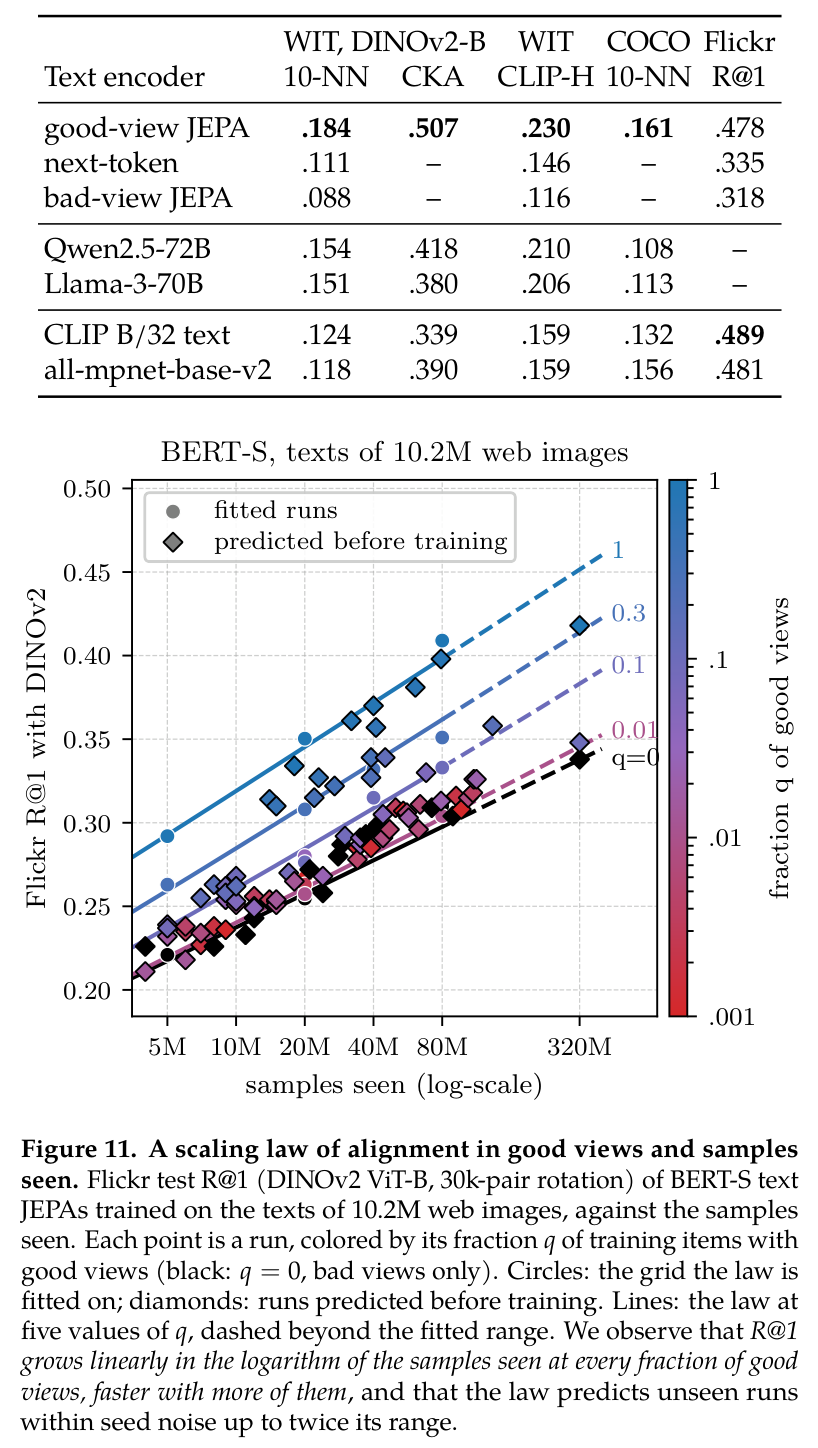 WIT, DINOv2-B WIT COCO Flickr
Text encoder 10-NN CKA CLIP-H 10-NN R@1
good-view JEPA .184 .507 .230 .161 .478
next-token .111 – .146 – .335
bad-view JEPA .088 – .116 – .318
Qwen2.5-72B .154 .418 .210 .108 –
Llama-3-70B .151 .380 .206 .113 –
CLIP B/32 text .124 .339 .159 .132 .489
all-mpnet-base-v2 .118 .390 .159 .156 .481
BERT-S, texts of 10.2M web images
fitted runs
predicted before training
0.50
0.45
0.40
0.35
0.30
0.25
0.20
Flickr R@1 with DINOv2
1
0.3
0.1
0.01
q=0
5M 10M 20M 40M 80M 320M
samples seen (log-scale)
1
.1
.01
.001
fraction q of good views
Figure 11. A scaling law of alignment in good views and samples
seen. Flickr test R@1 (DINOv2 ViT-B, 30k-pair rotation) of BERT-S text
JEPAs trained on the texts of 10.2M web images, against the samples
seen. Each point is a run, colored by its fraction q of training items with
good views (black: q = 0, bad views only). Circles: the grid the law is
fitted on; diamonds: runs predicted before training. Lines: the law at
five values of q, dashed beyond the fitted range. We observe that R@1
grows linearly in the logarithm of the samples seen at every fraction of good
views, faster with more of them, and that the law predicts unseen runs
within seed noise up to twice its range.